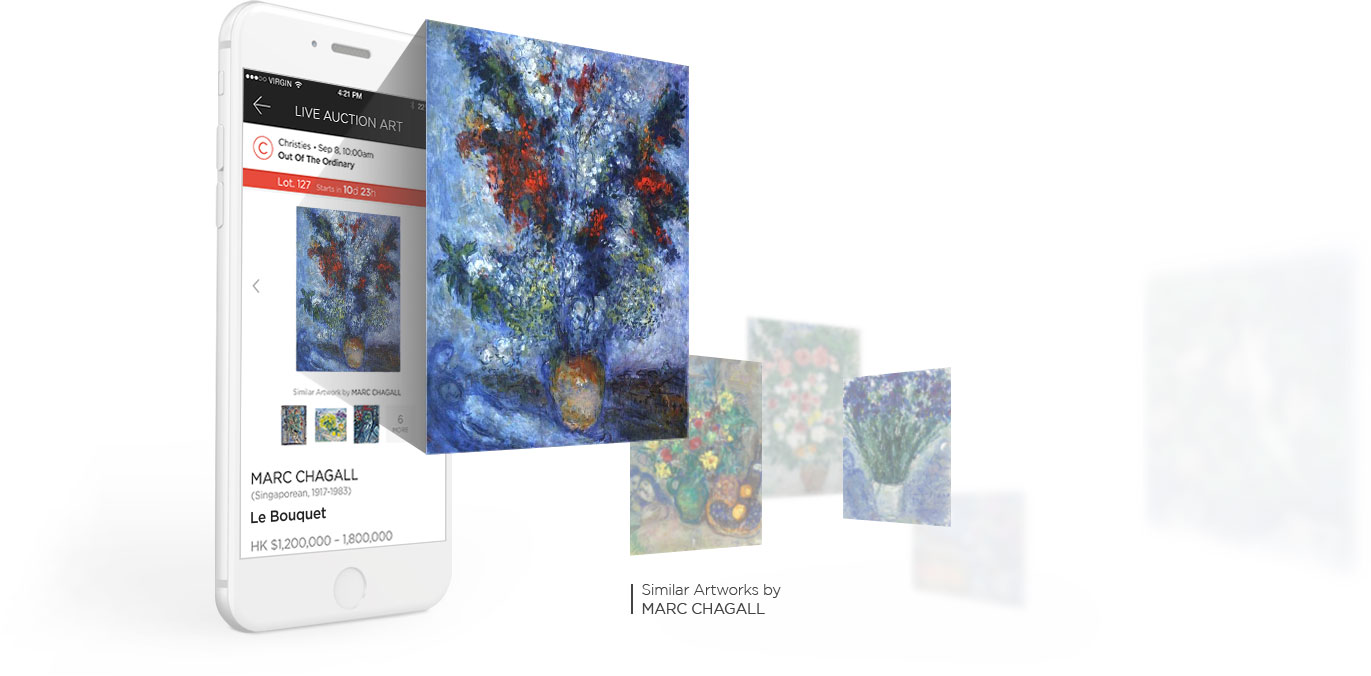 ●●●○○ VIRGIN
4:21 PM
22
LIVE AUCTION ART
C
Christies • Sep 8, 10:00am
Out Of The Ordinary
Lot. 127 Starts in 10d 23h
Similar Artwork by MARC CHAGALL
6
MORE
MARC CHAGALL
(Singaporean, 1917-1983)
Le Bouquet
HK $1,200,000 – 1,800,000
Similar Artworks by
MARC CHAGALL